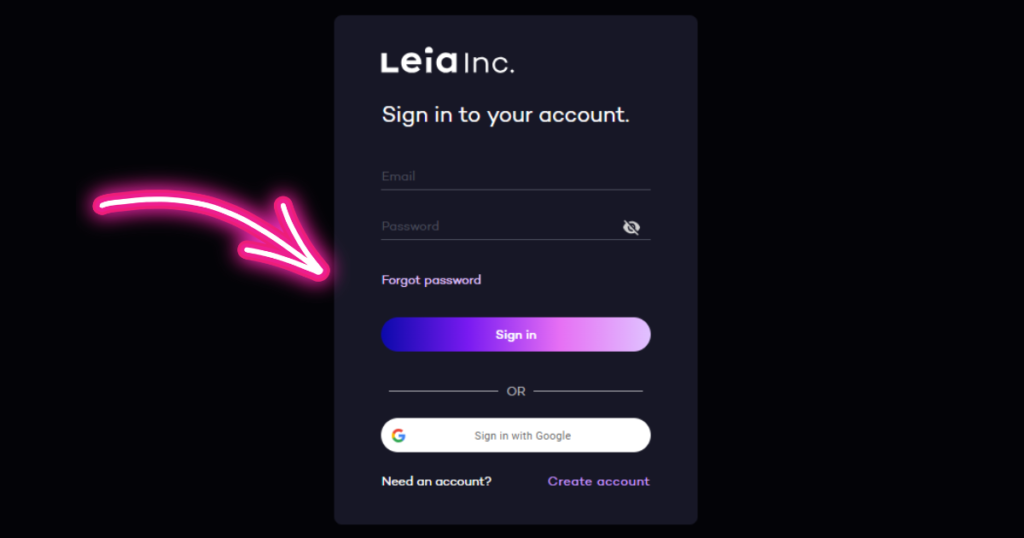 Leia Inc.
Sign in to your account.
Email
Password
Forgot password
Sign in
OR
Sign in with Google
Need an account? Create account